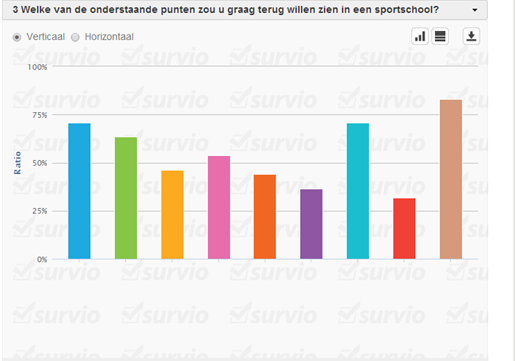 3 Welke van de onderstaande punten zou u graag terug willen zien in een sportschool?
Verticaal Horizontaal
100%
75%
50%
25%
0%
Ratio
survio